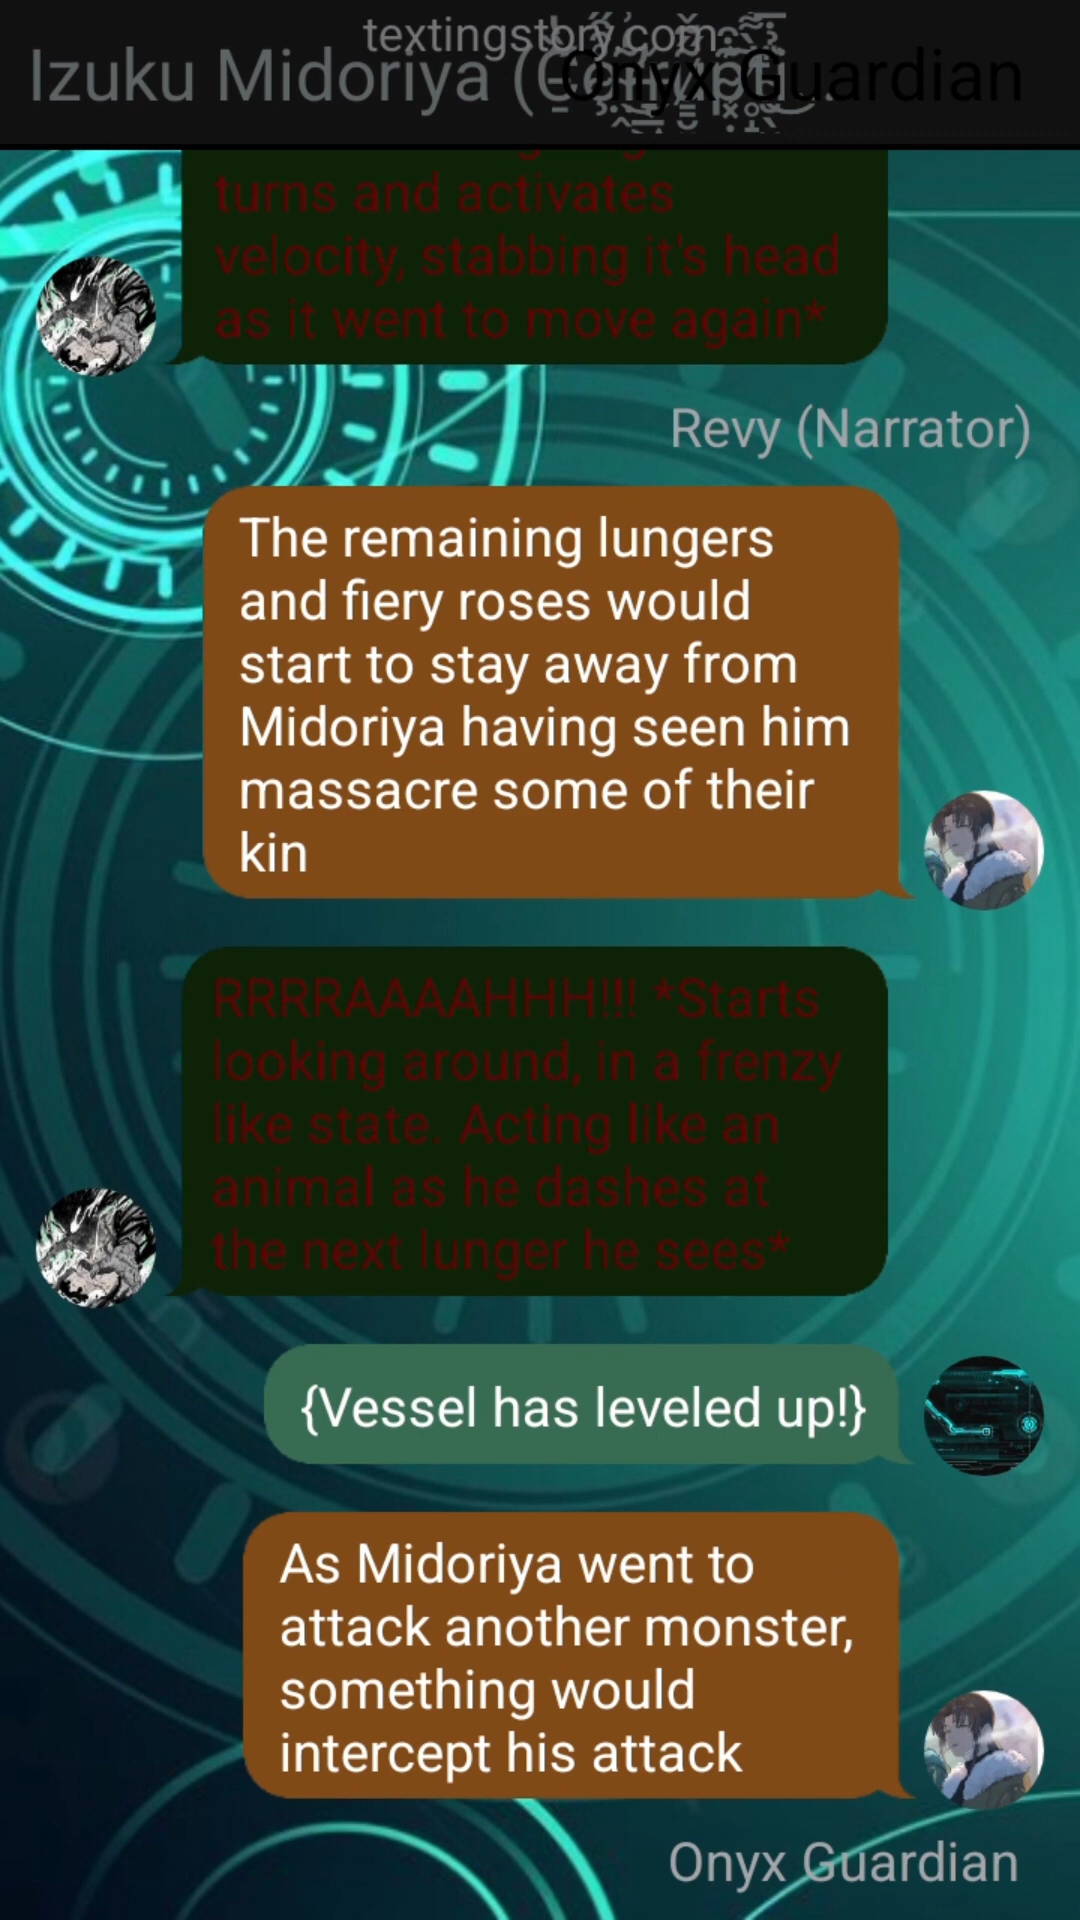 textingstory.com
Izuku Midoriya (
Onyx Guardian
turns and activates
velocity, stabbing it's head
as it went to move again*
Revy (Narrator)
The remaining lungers
and fiery roses would
start to stay away from
Midoriya having seen him
massacre some of their
kin
RRRRAAAAHHH!!! *Starts
looking around, in a frenzy
like state. Acting like an
animal as he dashes at
the next lunger he sees*
{Vessel has leveled up!}
As Midoriya went to
attack another monster,
something would
intercept his attack
Onyx Guardian